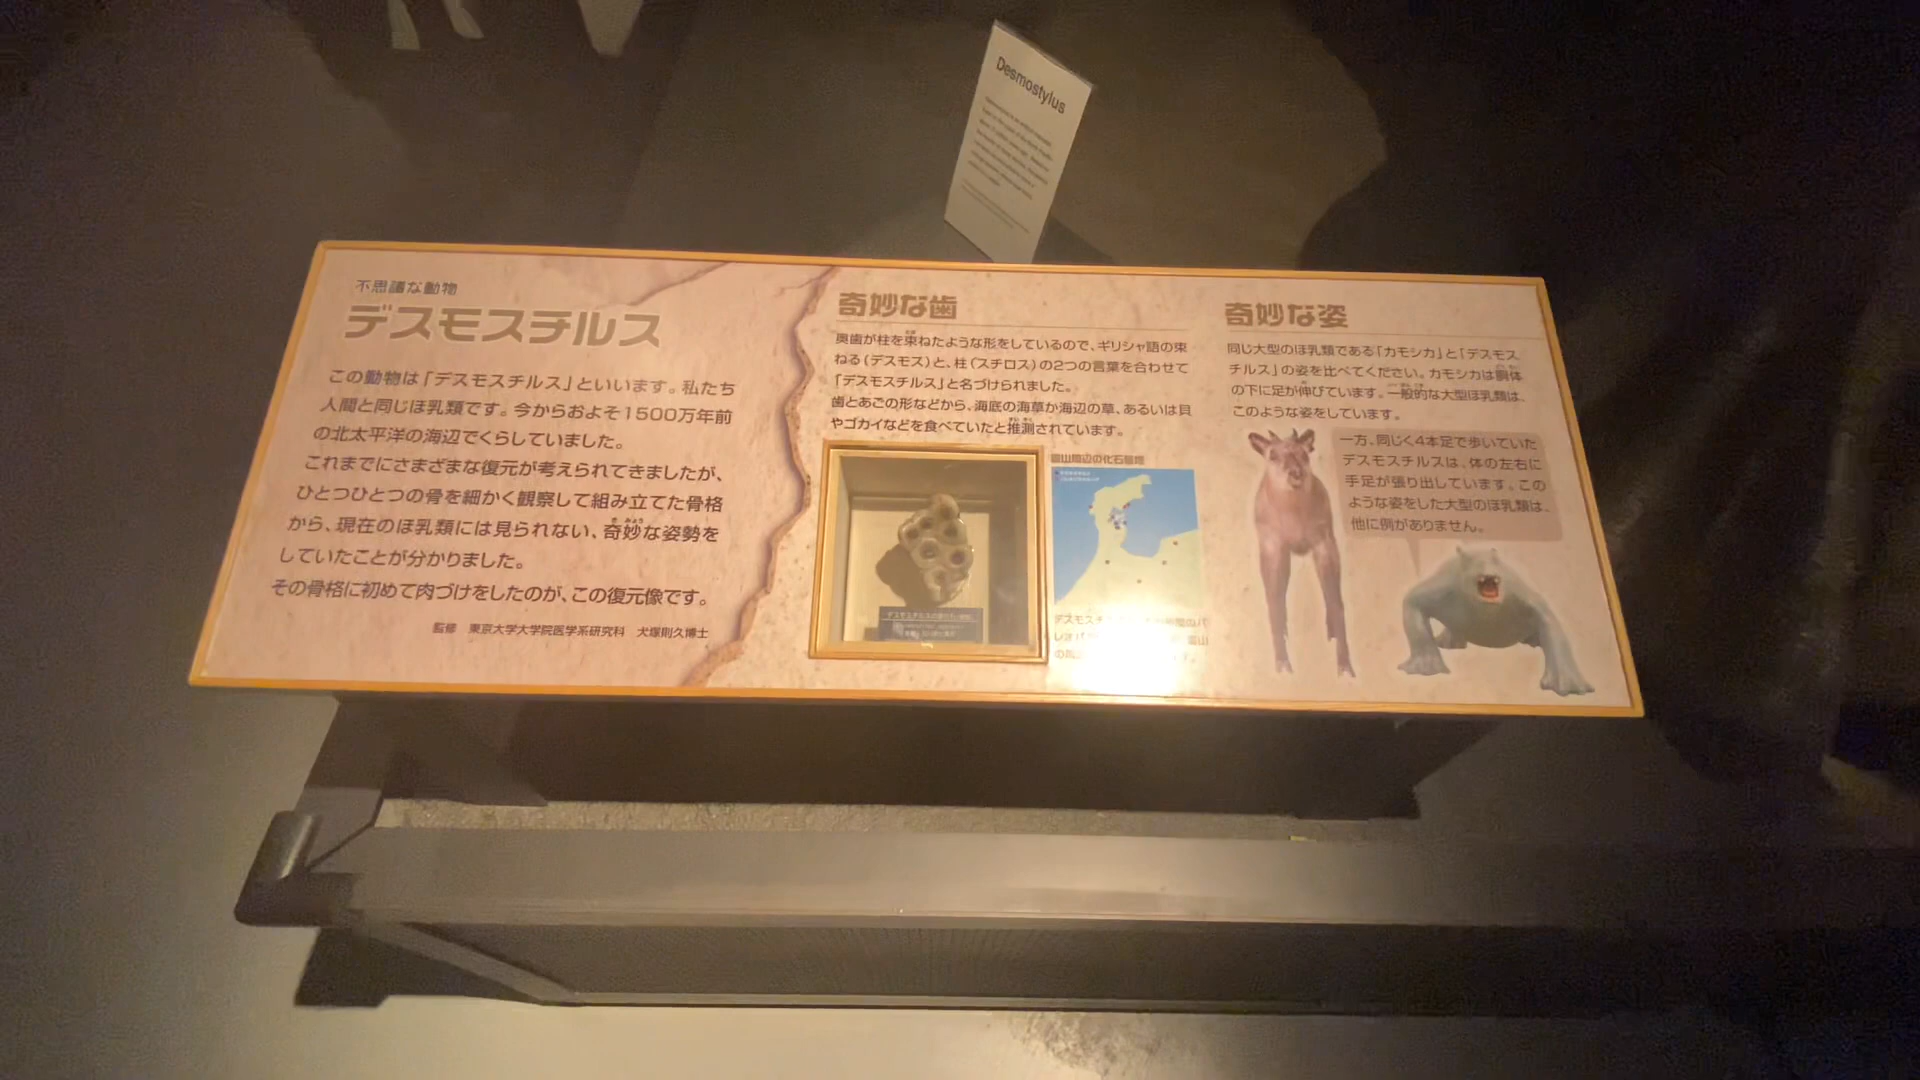 Desmostylus
不思議な動物
デスモスチルス
この動物は「デスモスチルス」といいます。私たち
人間と同じほ乳類です。今からおよそ1500万年前
の北太平洋の海辺でくらしていました。
これまでにさまざまな復元が考えられてきましたが、
ひとつひとつの骨を細かく観察して組み立てた骨格
から、現在のほ乳類には見られない、奇妙な姿勢を
していたことが分かりました。
その骨格に初めて肉づけをしたのが、この復元像です。
監修 東京大学大学院医学系研究科 犬塚則久博士
奇妙な歯
奥歯が柱を束ねたような形をしているので、ギリシャ語の束
ねる(デスモス)と、柱(スチロス)の2つの言葉を合わせて
「デスモスチルス」と名づけられました。
歯とあごの形などから、海底の海草か海辺の草、あるいは貝
やゴカイなどを食べていたと推測されています。
富山周辺の化石産地
奇妙な姿
同じ大型のほ乳類である「カモシカ」と「デスモス
チルス」の姿を比べてください。カモシカは胴体
の下に足が伸びています。一般的な大型ほ乳類は、
このような姿をしています。
一方、同じく4本足で歩いていた
デスモスチルスは、体の左右に
手足が張り出しています。この
ような姿をした大型のほ乳類は、
他に例がありません。